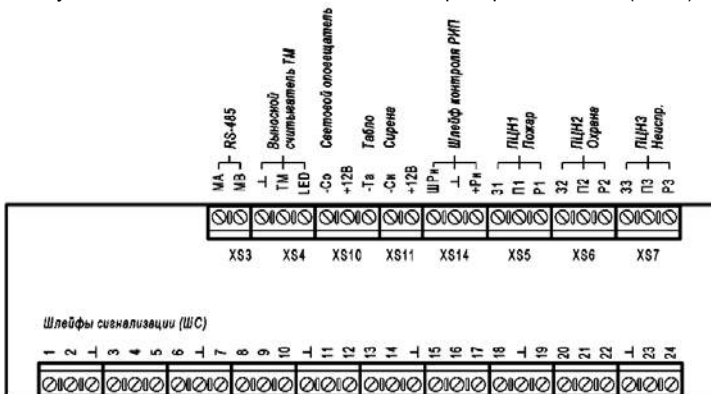 RS-485
Выносной
считыватель ТМ
Световой оповещатель
Табло
Сирена
Шлейф контроля РИП
ПЦН1
Пожар
ПЦН2
Охрана
ПЦН3
Неиспр.
МА МВ ⊥ ТМ LED -Со +12В -Та -Си +12В ШРи ⊥ +Ри З1 П1 Р1 З2 П2 Р2 З3 П3 Р3
XS3 XS4 XS10 XS11 XS14 XS5 XS6 XS7
Шлейфы сигнализации (ШС)
1 2 ⊥ 3 4 5 6 ⊥ 7 8 9 10 ⊥ 11 12 13 14 ⊥ 15 16 17 18 ⊥ 19 20 21 22 ⊥ 23 24